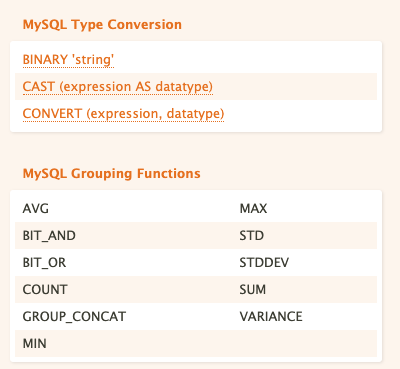 MySQL Type Conversion
BINARY 'string'
CAST (expression AS datatype)
CONVERT (expression, datatype)
MySQL Grouping Functions
AVG MAX
BIT_AND STD
BIT_OR STDDEV
COUNT SUM
GROUP_CONCAT VARIANCE
MIN